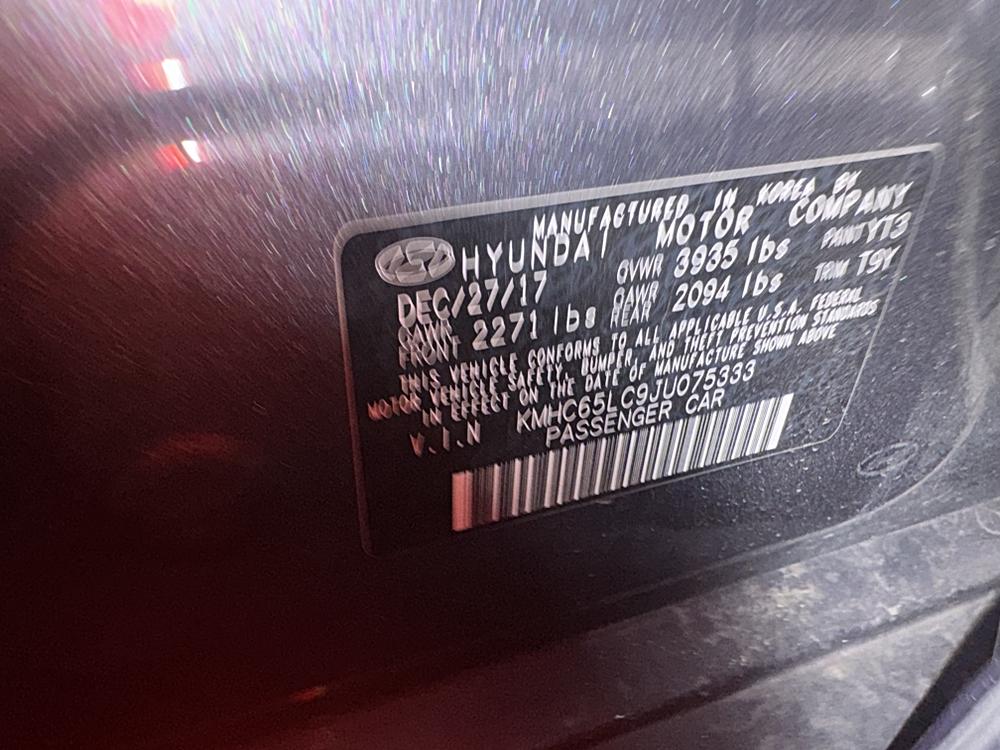 MANUFACTURED IN KOREA BY
HYUNDAI MOTOR COMPANY
DEC/27/17 GVWR 3935 lbs PAINT YT3
GAWR FRONT 2271 lbs GAWR REAR 2094 lbs TRIM T9Y
THIS VEHICLE CONFORMS TO ALL APPLICABLE U.S.A. FEDERAL
MOTOR VEHICLE SAFETY, BUMPER, AND THEFT PREVENTION STANDARDS
IN EFFECT ON THE DATE OF MANUFACTURE SHOWN ABOVE
V.I.N KMHC65LC9JU075333
PASSENGER CAR